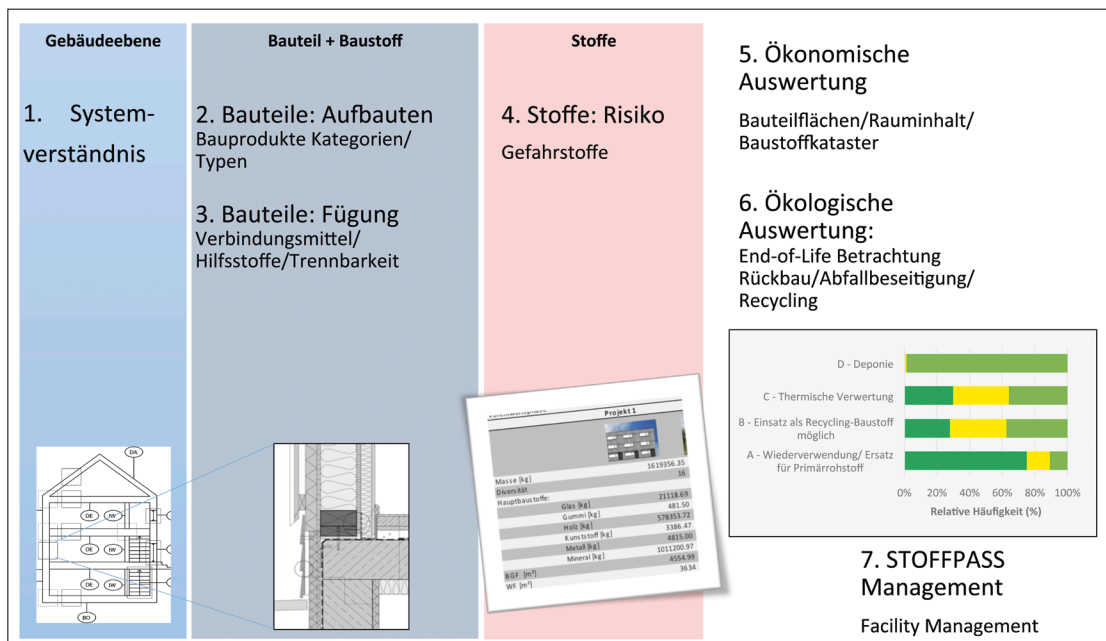 Gebäudeebene
1. System-
verständnis
DA
DE IW
DE IW
DE IW
BO
Bauteil + Baustoff
2. Bauteile: Aufbauten
Bauprodukte Kategorien/
Typen
3. Bauteile: Fügung
Verbindungsmittel/
Hilfsstoffe/Trennbarkeit
Stoffe
4. Stoffe: Risiko
Gefahrstoffe
Projekt 1
Masse [kg] 1619356.35
Diversität 16
Hauptbaustoffe:
Glas [kg] 21118.69
Gummi [kg] 481.50
Holz [kg] 578353.72
Kunststoff [kg] 3386.47
Metall [kg] 4815.00
Mineral [kg] 1011200.97
BGF [m²] 4554.99
WF [m²] 3634
5. Ökonomische
Auswertung
Bauteilflächen/Rauminhalt/
Baustoffkataster
6. Ökologische
Auswertung:
End-of-Life Betrachtung
Rückbau/Abfallbeseitigung/
Recycling
D - Deponie
C - Thermische Verwertung
B - Einsatz als Recycling-Baustoff
möglich
A - Wiederverwendung/ Ersatz
für Primärrohstoff
0% 20% 40% 60% 80% 100%
Relative Häufigkeit (%)
7. STOFFPASS
Management
Facility Management